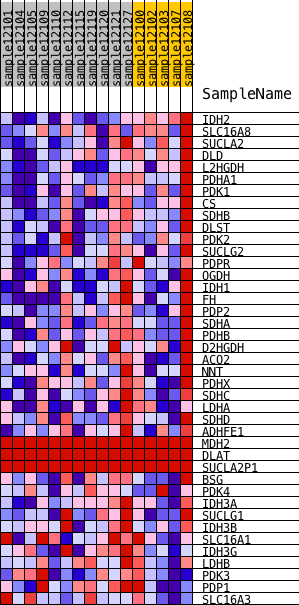 sample12101
sample12104
sample12105
sample12109
sample12110
sample12112
sample12115
sample12119
sample12120
sample12121
sample12122
sample12100
sample12102
sample12103
sample12107
sample12108
SampleName
IDH2
SLC16A8
SUCLA2
DLD
L2HGDH
PDHA1
PDK1
CS
SDHB
DLST
PDK2
SUCLG2
PDPR
OGDH
IDH1
FH
PDP2
SDHA
PDHB
D2HGDH
ACO2
NNT
PDHX
SDHC
LDHA
SDHD
ADHFE1
MDH2
DLAT
SUCLA2P1
BSG
PDK4
IDH3A
SUCLG1
IDH3B
SLC16A1
IDH3G
LDHB
PDK3
PDP1
SLC16A3